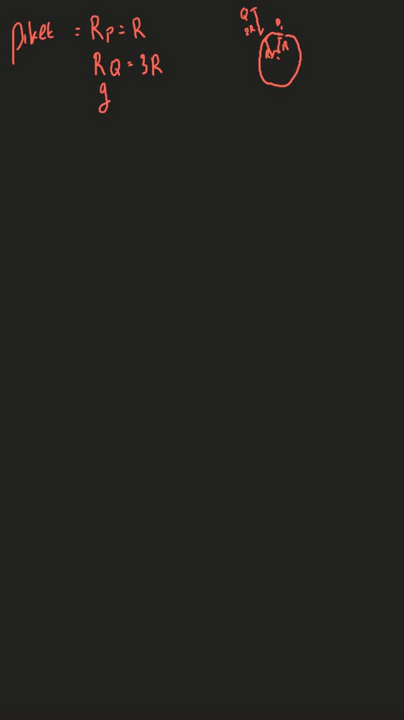 Diket = Rp = R
RQ = 3R
g
Q
P
R
R